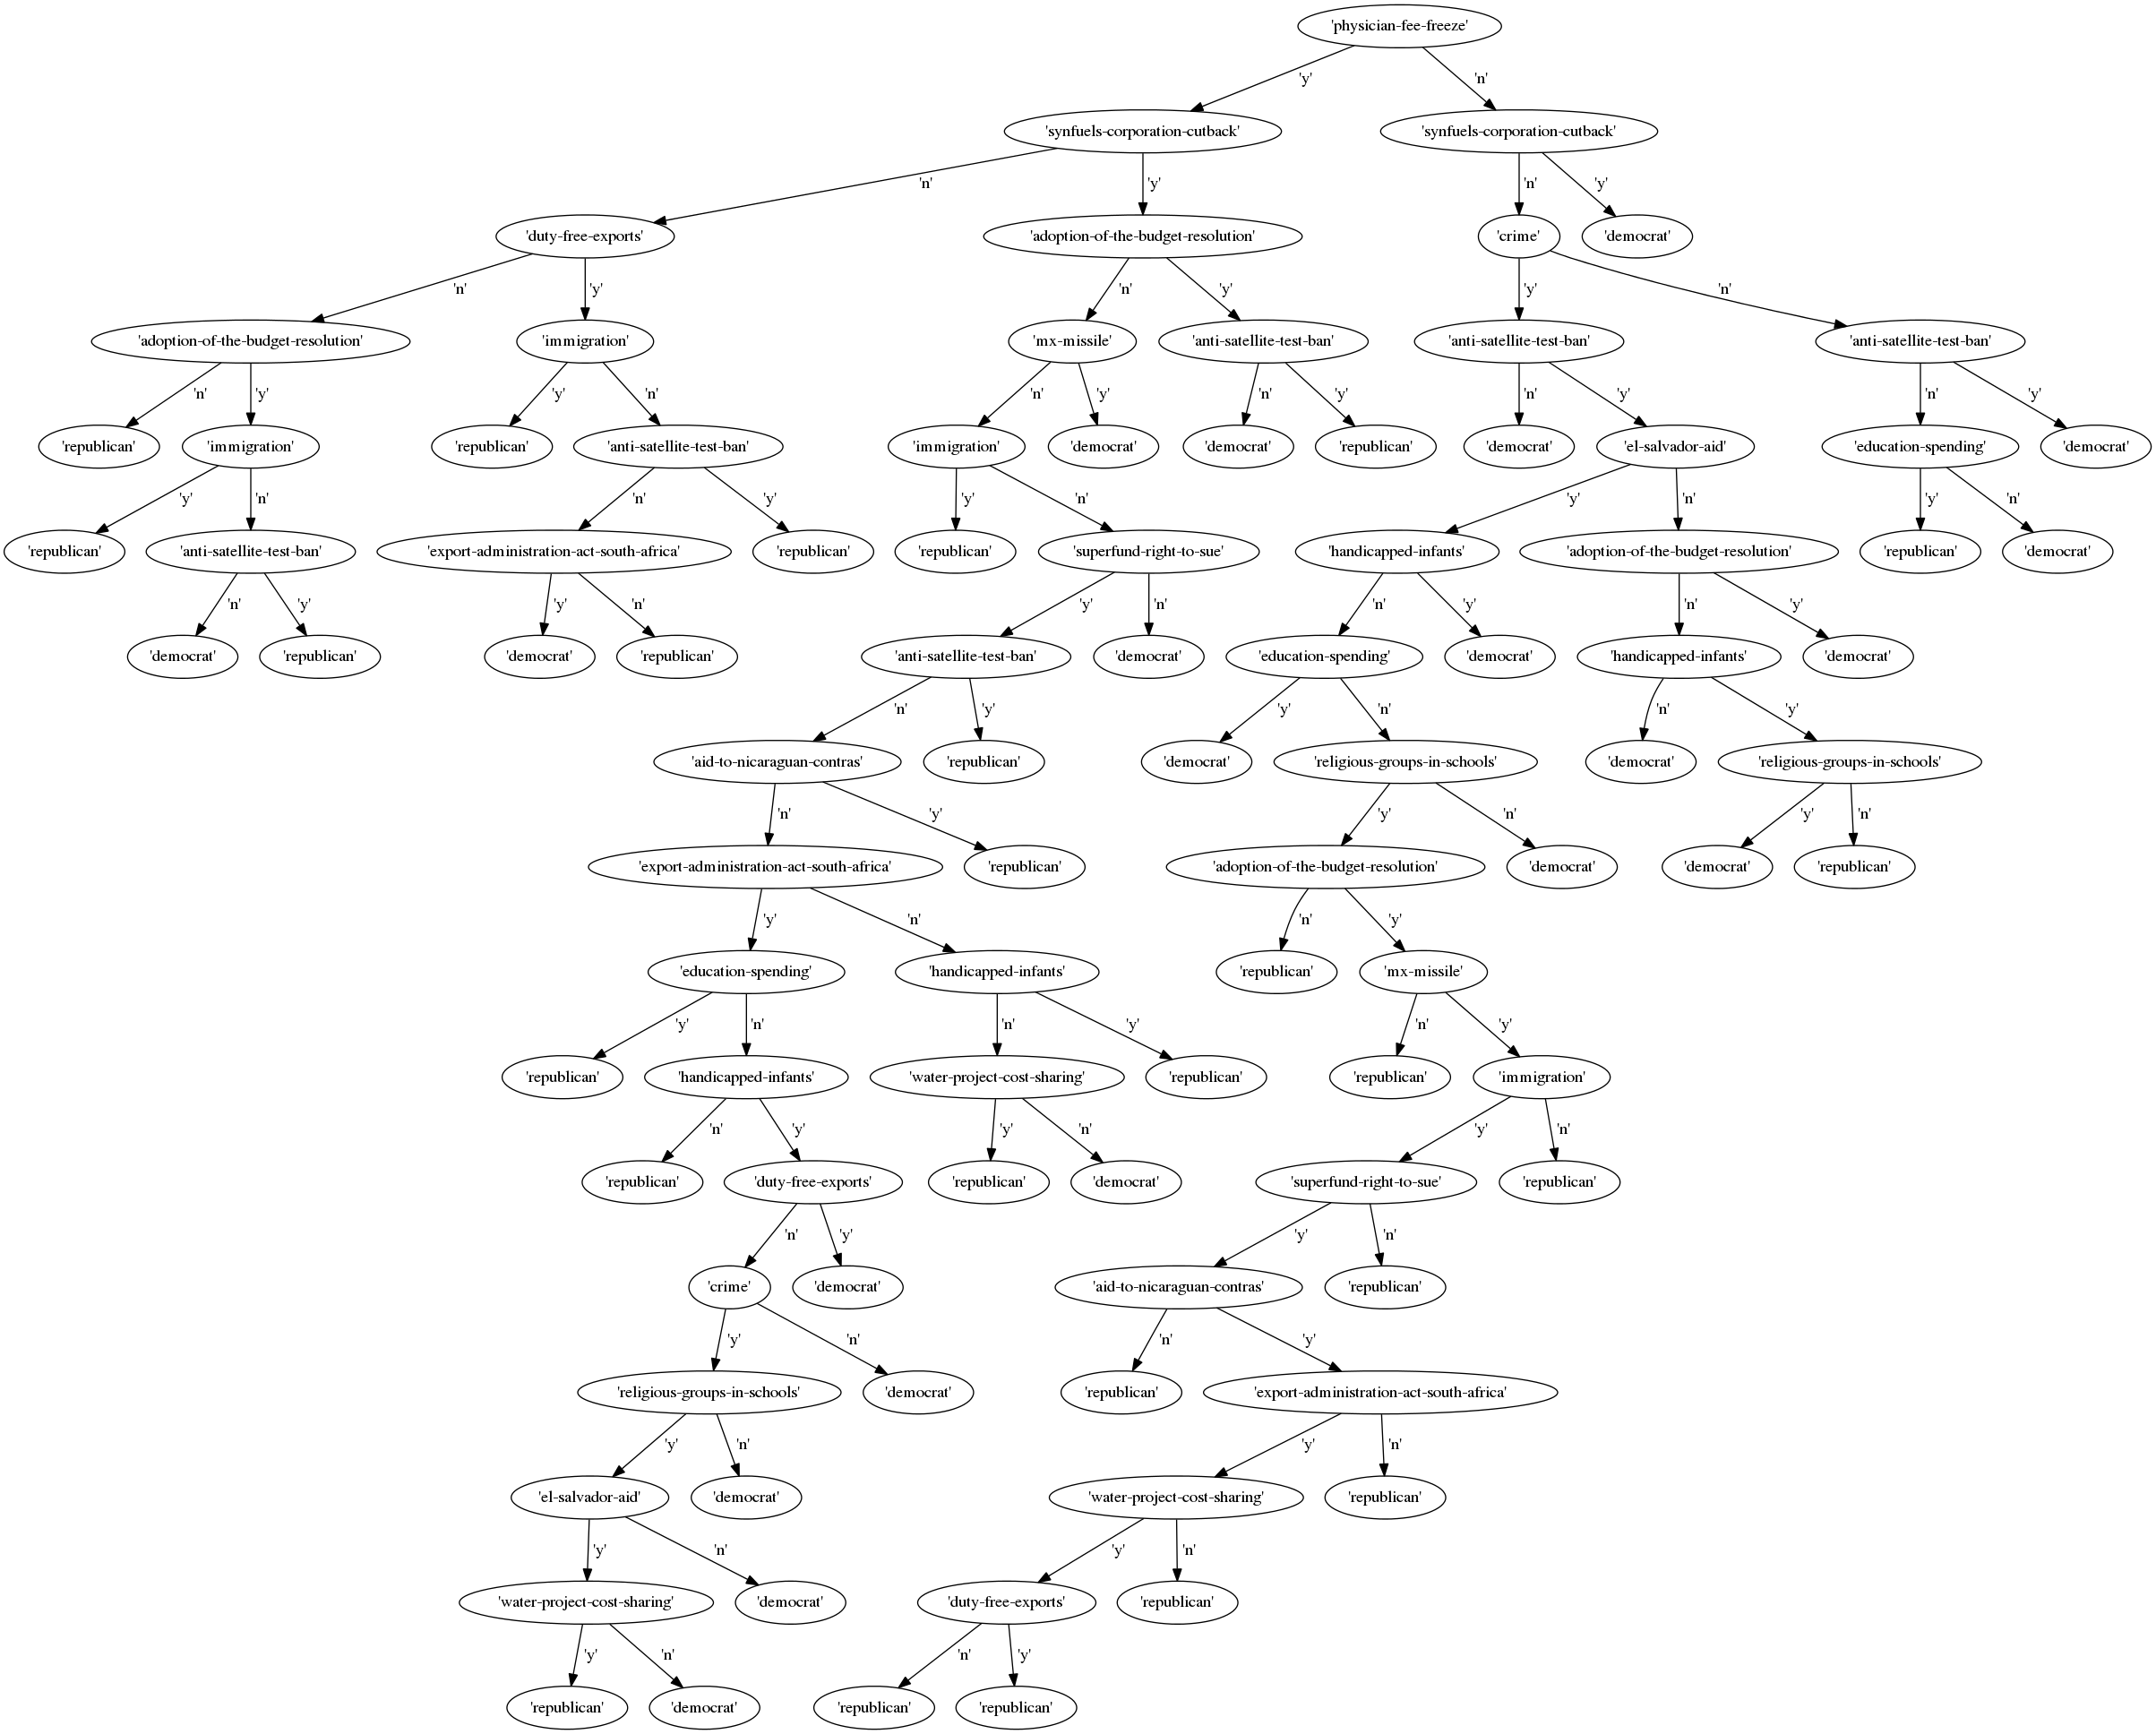 'physician-fee-freeze'
'y' 'n'
'synfuels-corporation-cutback' 'synfuels-corporation-cutback'
'n' 'y' 'n' 'y'
'duty-free-exports' 'adoption-of-the-budget-resolution' 'crime' 'democrat'
'n' 'y' 'n' 'y' 'y' 'n'
'adoption-of-the-budget-resolution' 'immigration' 'mx-missile' 'anti-satellite-test-ban' 'anti-satellite-test-ban' 'anti-satellite-test-ban'
'n' 'y' 'y' 'n' 'n' 'y' 'n' 'y' 'n' 'y' 'n' 'y'
'republican' 'immigration' 'republican' 'anti-satellite-test-ban' 'immigration' 'democrat' 'democrat' 'republican' 'democrat' 'el-salvador-aid' 'education-spending' 'democrat'
'y' 'n' 'n' 'y' 'y' 'n' 'y' 'n' 'y' 'n'
'republican' 'anti-satellite-test-ban' 'export-administration-act-south-africa' 'republican' 'republican' 'superfund-right-to-sue' 'handicapped-infants' 'adoption-of-the-budget-resolution' 'republican' 'democrat'
'n' 'y' 'y' 'n' 'y' 'n' 'n' 'y' 'n' 'y'
'democrat' 'republican' 'democrat' 'republican' 'anti-satellite-test-ban' 'democrat' 'education-spending' 'democrat' 'handicapped-infants' 'democrat'
'n' 'y' 'y' 'n' 'n' 'y'
'aid-to-nicaraguan-contras' 'republican' 'democrat' 'religious-groups-in-schools' 'democrat' 'religious-groups-in-schools'
'n' 'y' 'y' 'n' 'y' 'n'
'export-administration-act-south-africa' 'republican' 'adoption-of-the-budget-resolution' 'democrat' 'democrat' 'republican'
'y' 'n' 'n' 'y'
'education-spending' 'handicapped-infants' 'republican' 'mx-missile'
'y' 'n' 'n' 'y' 'n' 'y'
'republican' 'handicapped-infants' 'water-project-cost-sharing' 'republican' 'republican' 'immigration'
'n' 'y' 'y' 'n' 'y' 'n'
'republican' 'duty-free-exports' 'republican' 'democrat' 'superfund-right-to-sue' 'republican'
'n' 'y' 'y' 'n'
'crime' 'democrat' 'aid-to-nicaraguan-contras' 'republican'
'y' 'n' 'n' 'y'
'religious-groups-in-schools' 'democrat' 'republican' 'export-administration-act-south-africa'
'y' 'n' 'y' 'n'
'el-salvador-aid' 'democrat' 'water-project-cost-sharing' 'republican'
'y' 'n' 'y' 'n'
'water-project-cost-sharing' 'democrat' 'duty-free-exports' 'republican'
'y' 'n' 'n' 'y'
'republican' 'democrat' 'republican' 'republican'